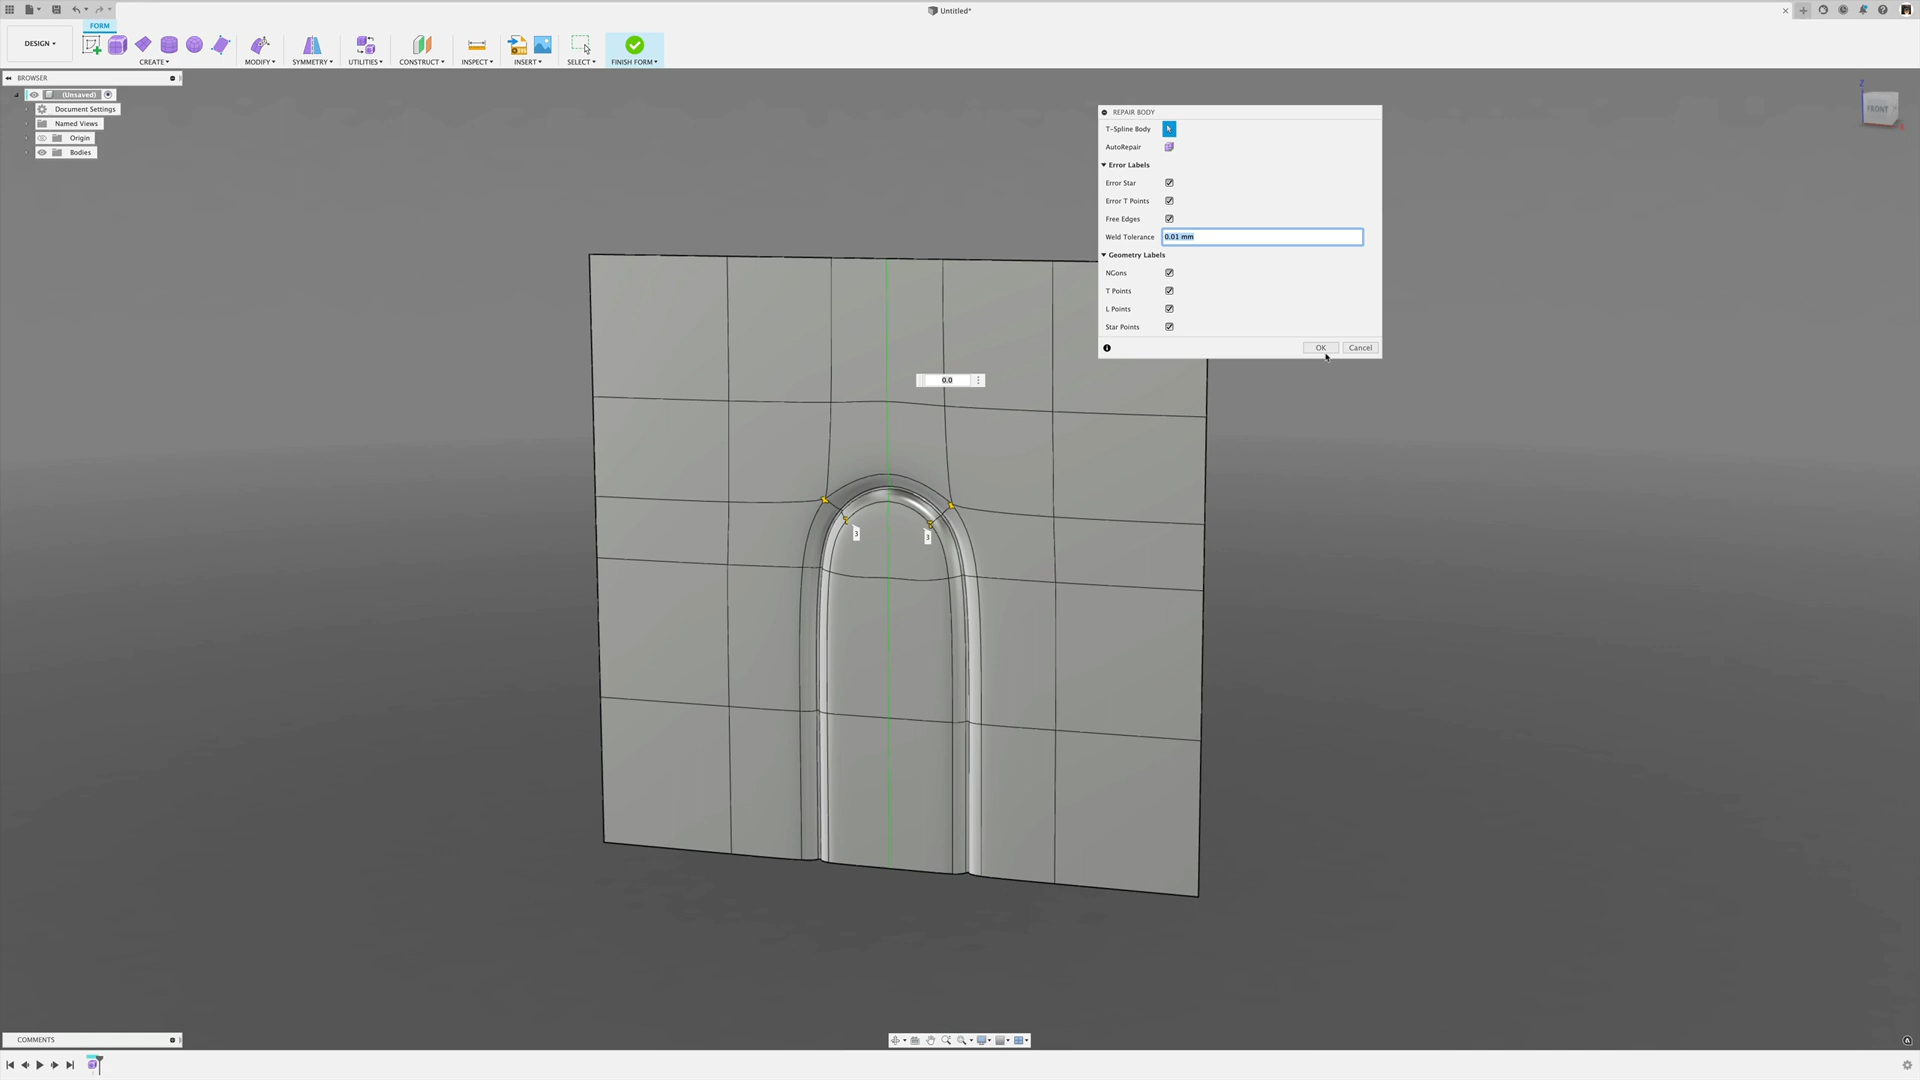 Untitled*
FORM
DESIGN
CREATE
MODIFY
SYMMETRY
UTILITIES
CONSTRUCT
INSPECT
INSERT
SELECT
FINISH FORM
BROWSER
(Unsaved)
Document Settings
Named Views
Origin
Bodies
Z
FRONT
X
REPAIR BODY
T-Spline Body
AutoRepair
Error Labels
Error Star
Error T Points
Free Edges
Weld Tolerance 0.01 mm
Geometry Labels
NGons
T Points
L Points
Star Points
OK Cancel
0.0
3
3
COMMENTS